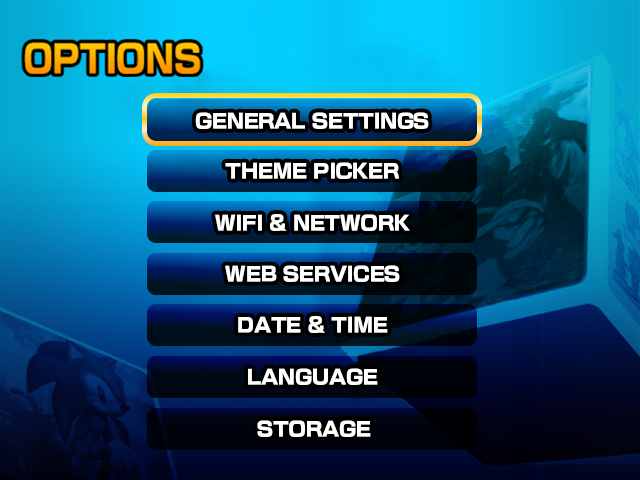 OPTIONS
GENERAL SETTINGS
THEME PICKER
WIFI & NETWORK
WEB SERVICES
DATE & TIME
LANGUAGE
STORAGE